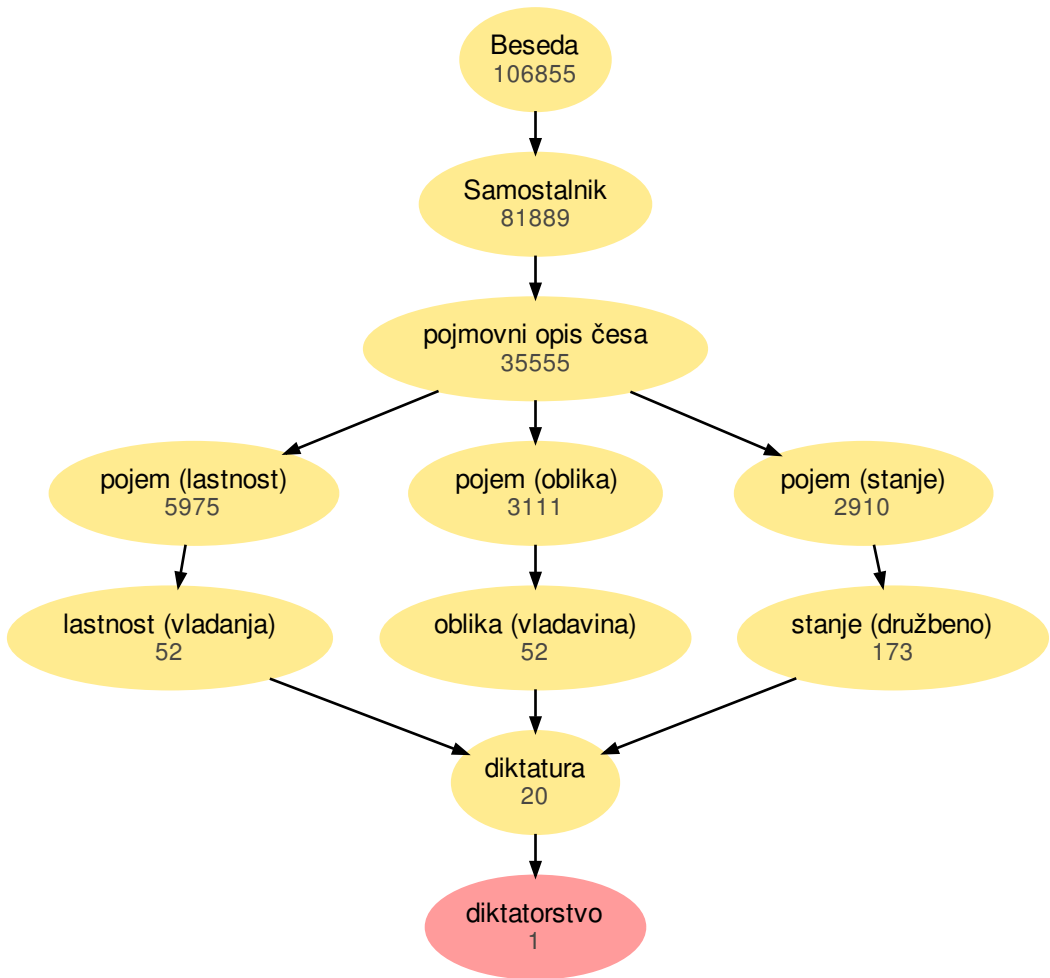 Beseda
106855
Samostalnik
81889
pojmovni opis česa
35555
pojem (lastnost)
5975
pojem (oblika)
3111
pojem (stanje)
2910
lastnost (vladanja)
52
oblika (vladavina)
52
stanje (družbeno)
173
diktatura
20
diktatorstvo
1